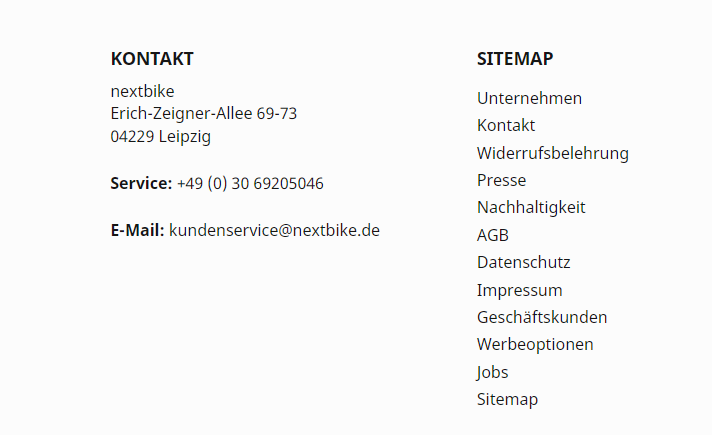 KONTAKT
nextbike
Erich-Zeigner-Allee 69-73
04229 Leipzig
Service: +49 (0) 30 69205046
E-Mail: kundenservice@nextbike.de
SITEMAP
Unternehmen
Kontakt
Widerrufsbelehrung
Presse
Nachhaltigkeit
AGB
Datenschutz
Impressum
Geschäftskunden
Werbeoptionen
Jobs
Sitemap